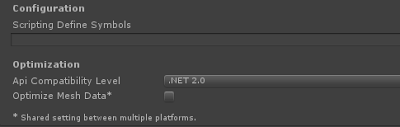 Configuration
Scripting Define Symbols
Optimization
Api Compatibility Level .NET 2.0
Optimize Mesh Data*
* Shared setting between multiple platforms.